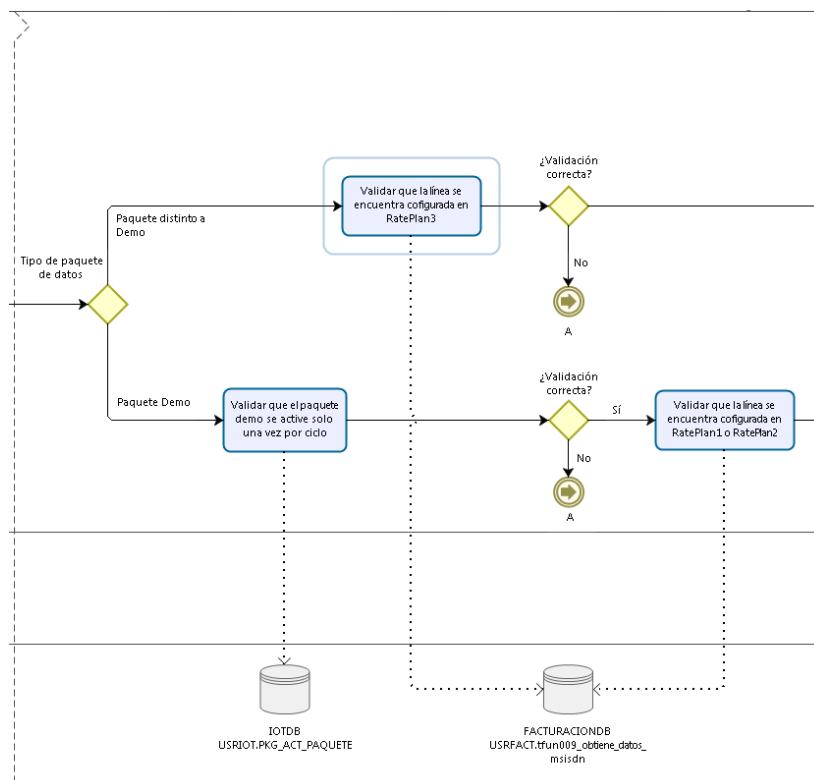 ¿Validación
correcta?
Validar que la línea se
encuentra cofigurada en
RatePlan3
Paquete distinto a
Demo
No
Tipo de paquete
de datos
A
¿Validación
correcta?
Paquete Demo
Validar que el paquete
demo se active solo
una vez por ciclo
Sí
Validar que la línea se
encuentra cofigurada en
RatePlan1 o RatePlan2
No
A
IOTDB
USRIOT.PKG_ACT_PAQUETE
FACTURACIONDB
USRFACT.tfun009_obtiene_datos_
msisdn